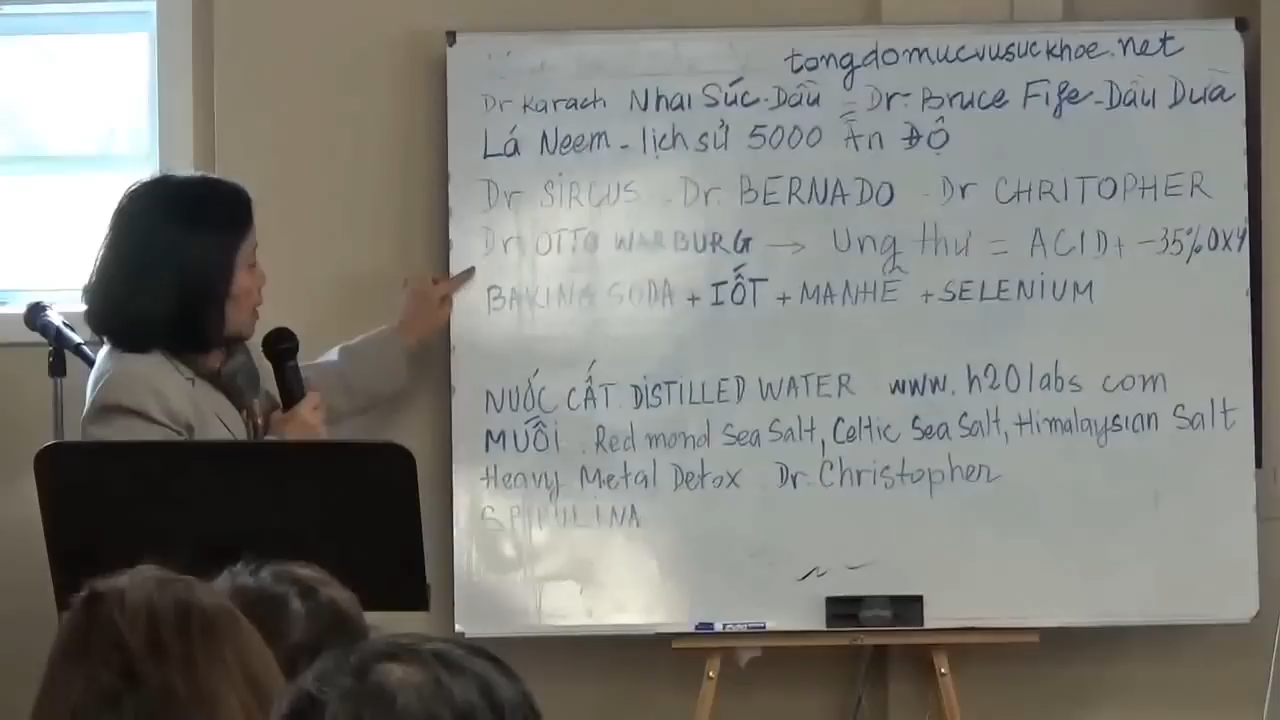 tongdomucvusuckhoe.net
Dr Karach Nhai Súc.Dầu = Dr. Bruce Fife-Dầu Dừa
Lá Neem - lịch sử 5000 Ấn Độ
Dr SIRCUS. Dr. BERNADO - Dr CHRITOPHER
Dr OTTO WARBURG → Ung thư = ACID + -35% OXY
BAKING SODA + IỐT + MANHÊ + SELENIUM
NƯỚC CẤT DISTILLED WATER www.h20labs com
MUỐI. Redmond Sea Salt, Celtic Sea Salt, Himalaysian Salt
Heavy Metal Detox Dr. Christopher
SPIRULINA